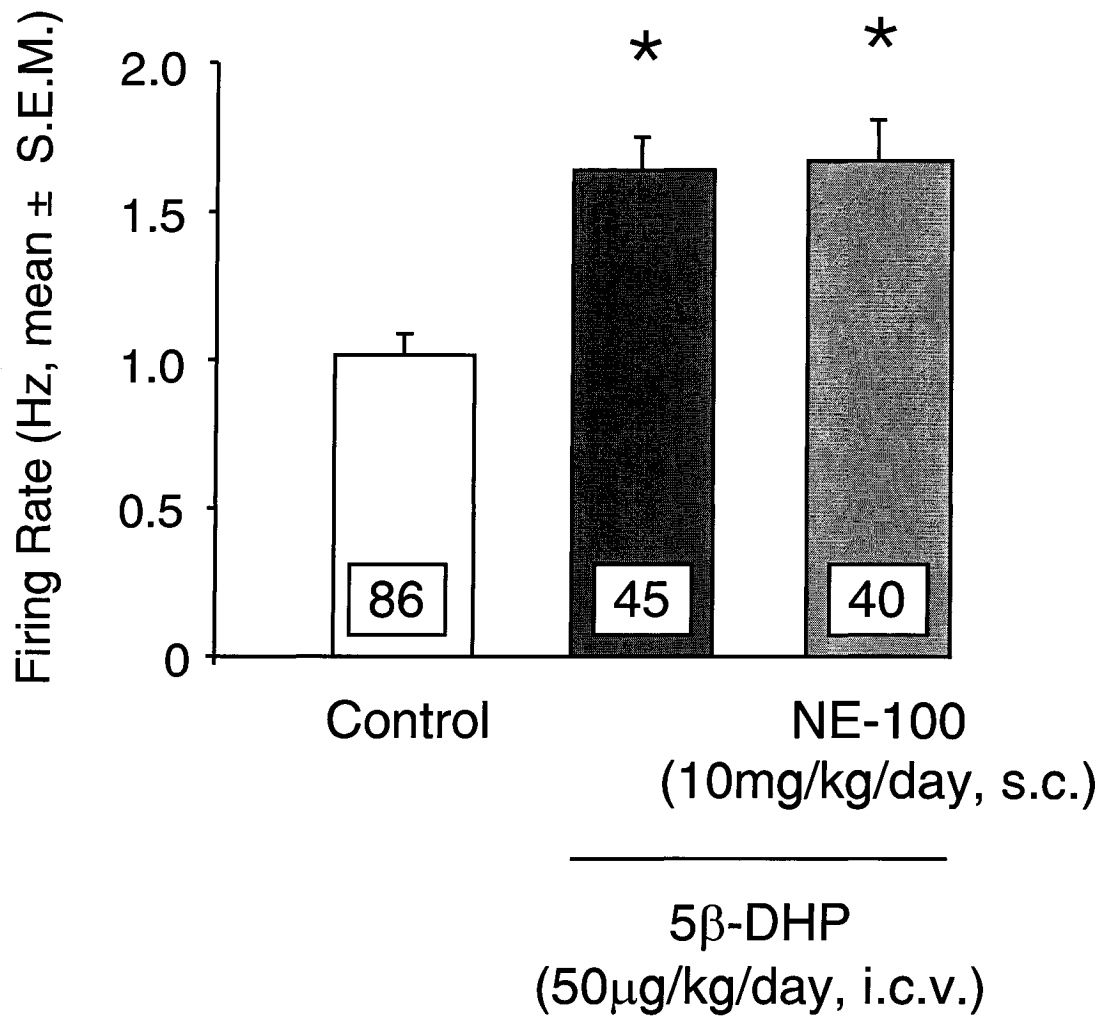 Firing Rate (Hz, mean ± S.E.M.)
2.0
1.5
1.0
0.5
0
*
*
86
45
40
Control
NE-100
(10mg/kg/day, s.c.)
5β-DHP
(50μg/kg/day, i.c.v.)